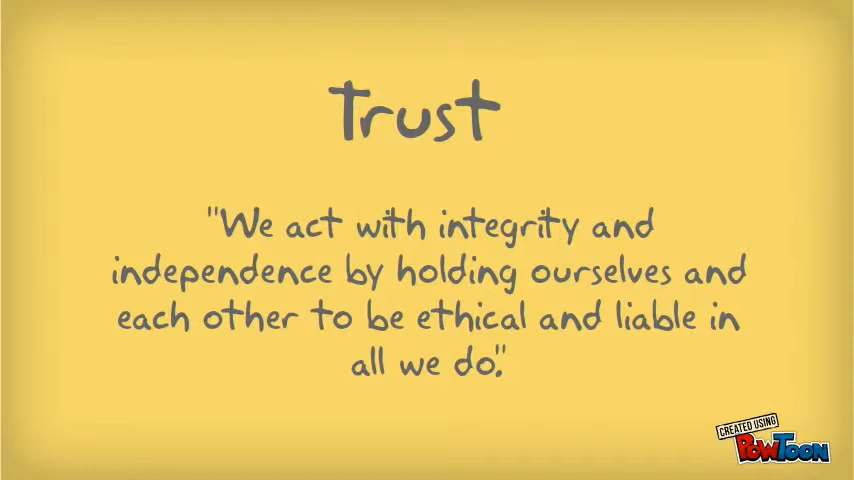 Trust
"We act with integrity and
independence by holding ourselves and
each other to be ethical and liable in
all we do."
CREATED USING
POWTOON